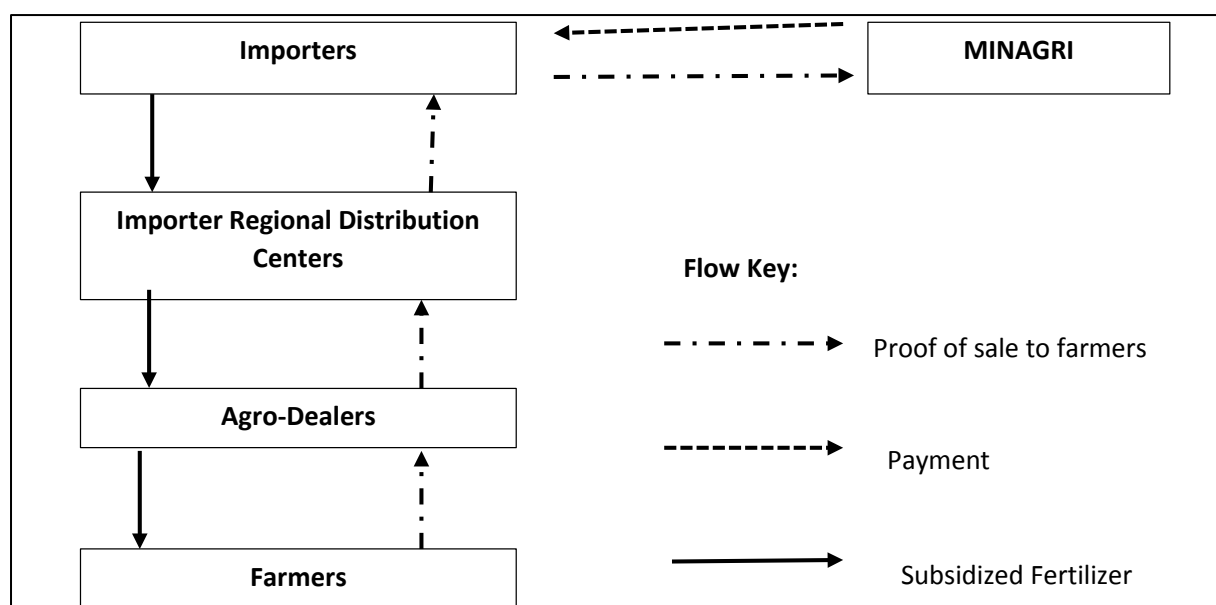 Importers
MINAGRI
Importer Regional Distribution
Centers
Flow Key:
Proof of sale to farmers
Agro-Dealers
Payment
Farmers
Subsidized Fertilizer